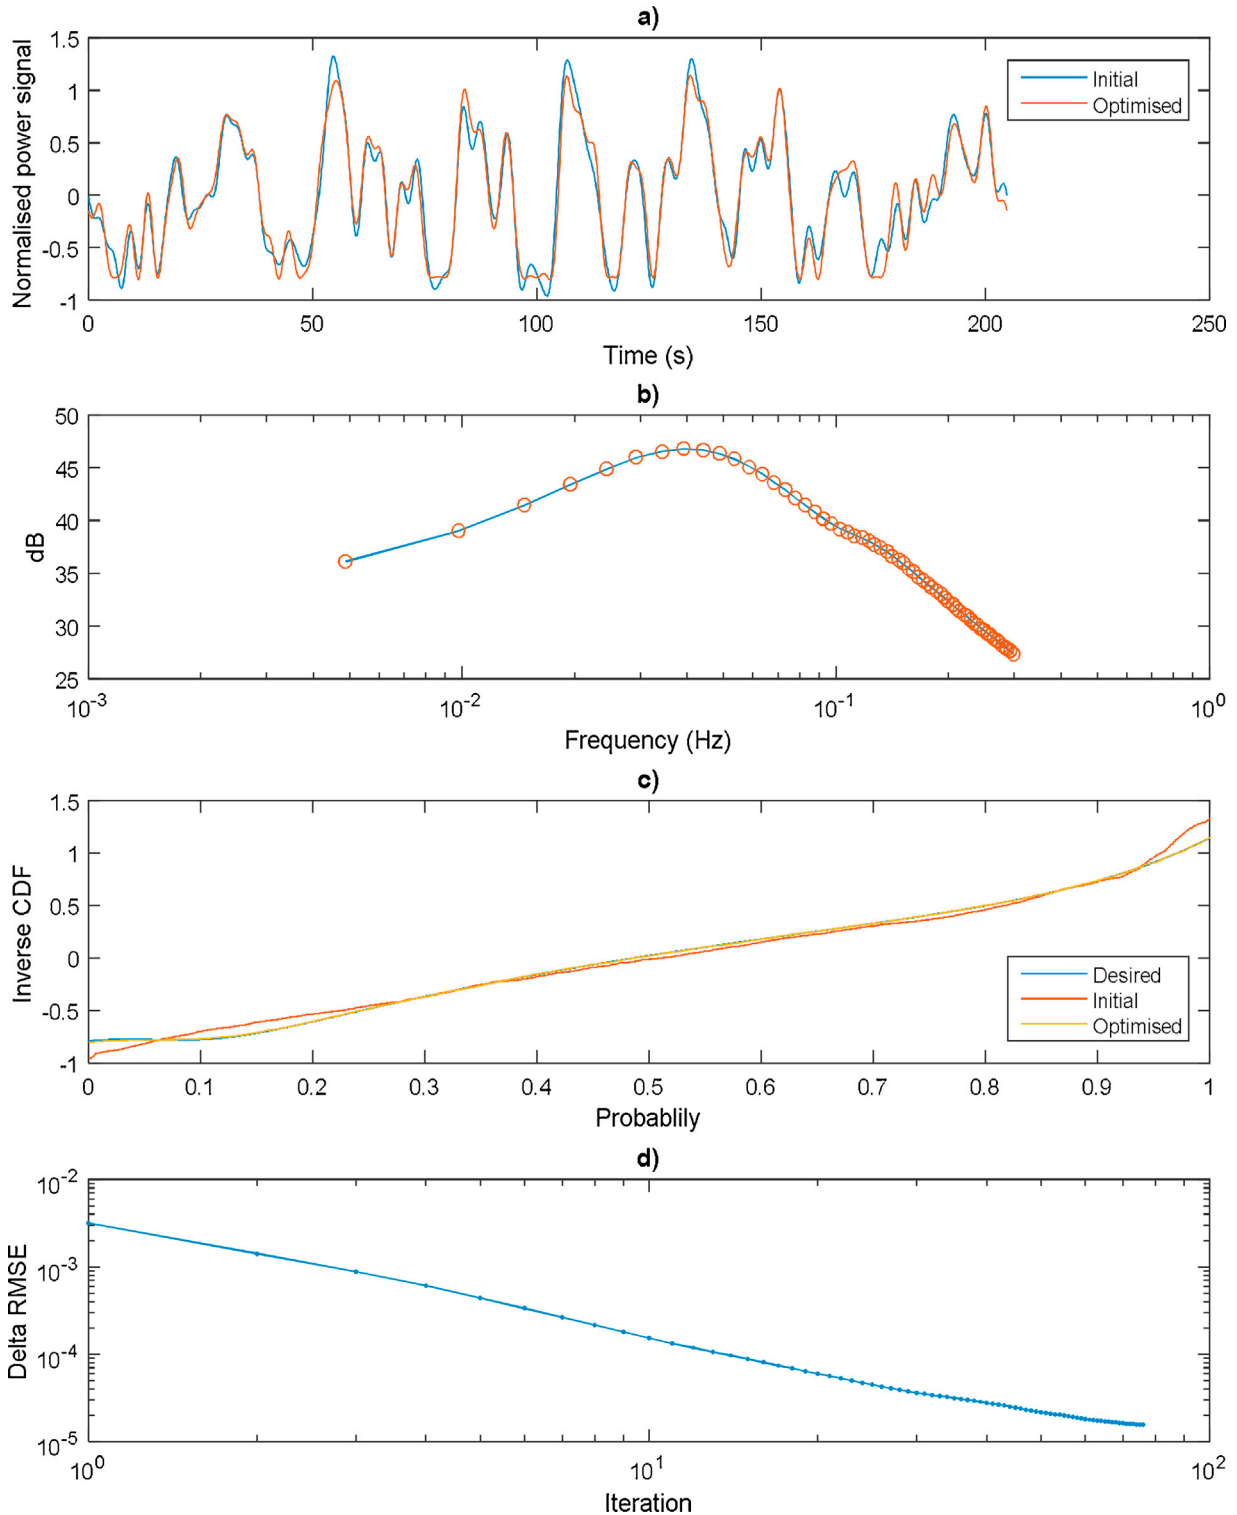 a)
Normalised power signal
1.5
1
0.5
0
-0.5
-1
Initial
Optimised
0 50 100 150 200 250
Time (s)
b)
dB
50
45
40
35
30
25
10-3 10-2 10-1 100
Frequency (Hz)
c)
Inverse CDF
1.5
1
0.5
0
-0.5
-1
Desired
Initial
Optimised
0 0.1 0.2 0.3 0.4 0.5 0.6 0.7 0.8 0.9 1
Probablily
d)
Delta RMSE
10-2
10-3
10-4
10-5
100 101 102
Iteration